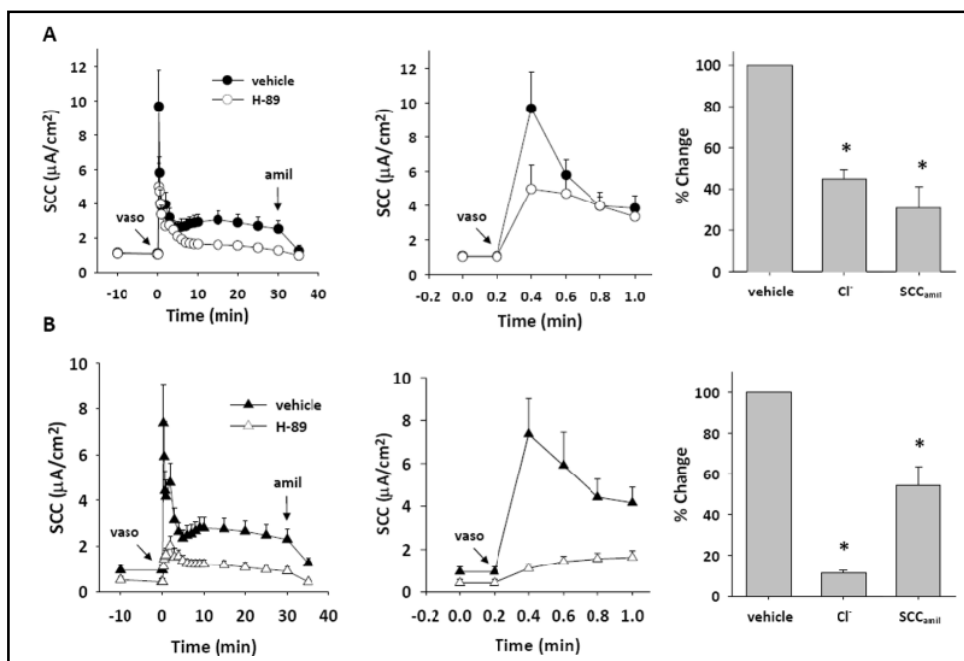 A
SCC (µA/cm²)
12
10
8
6
4
2
0
vehicle
H-89
vaso
amil
-10 0 10 20 30 40
Time (min)
SCC (µA/cm²)
12
10
8
6
4
2
0
vaso
-0.2 0.0 0.2 0.4 0.6 0.8 1.0
Time (min)
% Change
100
80
60
40
20
0
*
*
vehicle Cl⁻ SCCamil
B
SCC (µA/cm²)
10
8
6
4
2
0
vehicle
H-89
vaso
amil
-10 0 10 20 30 40
Time (min)
SCC (µA/cm²)
10
8
6
4
2
0
vaso
-0.2 0.0 0.2 0.4 0.6 0.8 1.0
Time (min)
% Change
100
80
60
40
20
0
*
*
vehicle Cl⁻ SCCamil